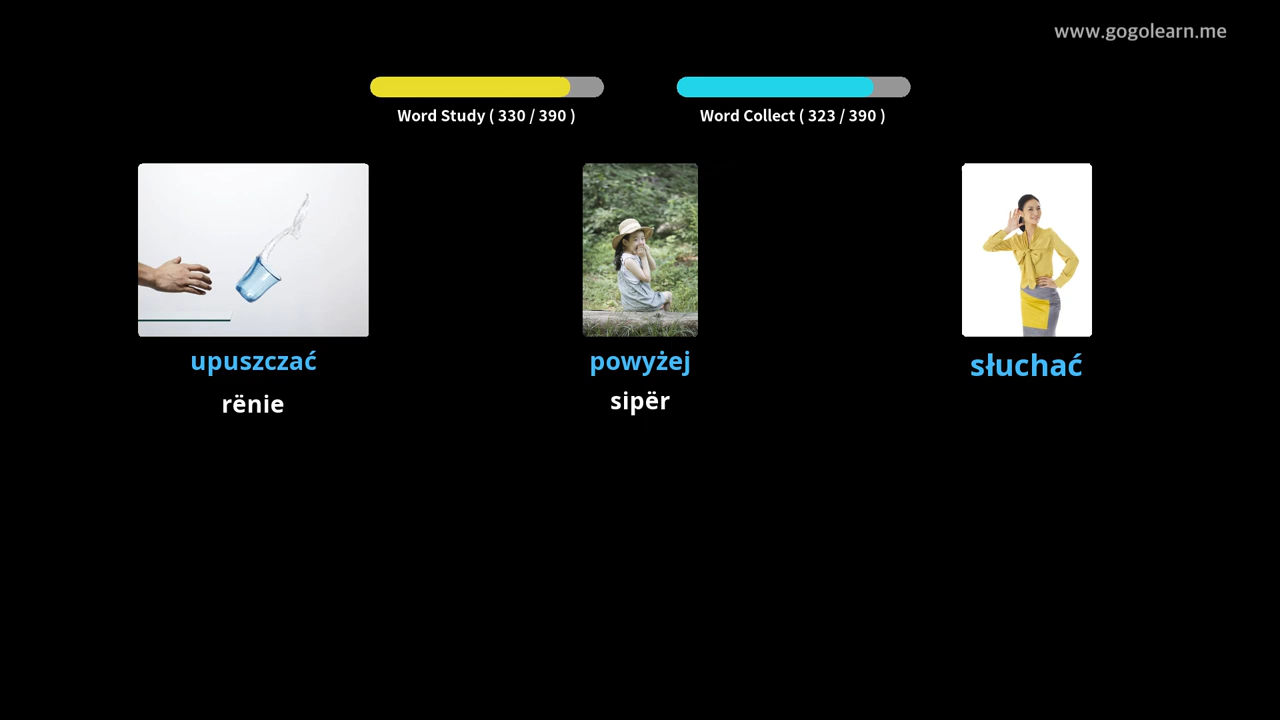 www.gogolearn.me
Word Study ( 330 / 390 )
Word Collect ( 323 / 390 )
upuszczać
rënie
powyżej
sipër
słuchać